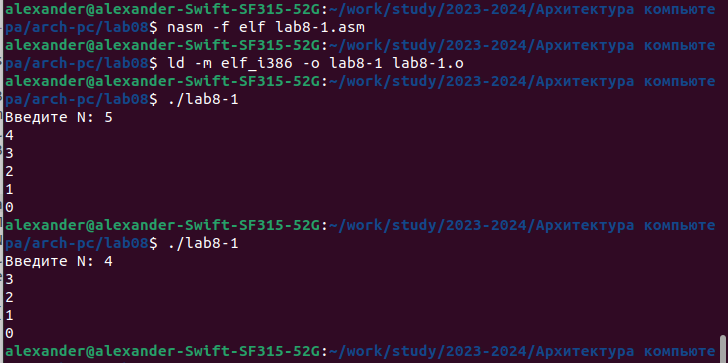 alexander@alexander-Swift-SF315-52G:~/work/study/2023-2024/Архитектура компьюте
ра/arch-pc/lab08$ nasm -f elf lab8-1.asm
alexander@alexander-Swift-SF315-52G:~/work/study/2023-2024/Архитектура компьюте
ра/arch-pc/lab08$ ld -m elf_i386 -o lab8-1 lab8-1.o
alexander@alexander-Swift-SF315-52G:~/work/study/2023-2024/Архитектура компьюте
ра/arch-pc/lab08$ ./lab8-1
Введите N: 5
4
3
2
1
0
alexander@alexander-Swift-SF315-52G:~/work/study/2023-2024/Архитектура компьюте
ра/arch-pc/lab08$ ./lab8-1
Введите N: 4
3
2
1
0
alexander@alexander-Swift-SF315-52G:~/work/study/2023-2024/Архитектура компьюте